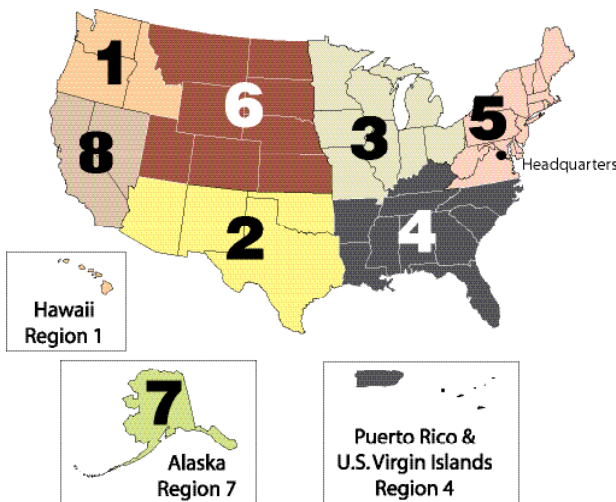 1
6
3
5
8
Headquarters
4
2
Hawaii
Region 1
7
Alaska
Region 7
Puerto Rico &
U.S. Virgin Islands
Region 4